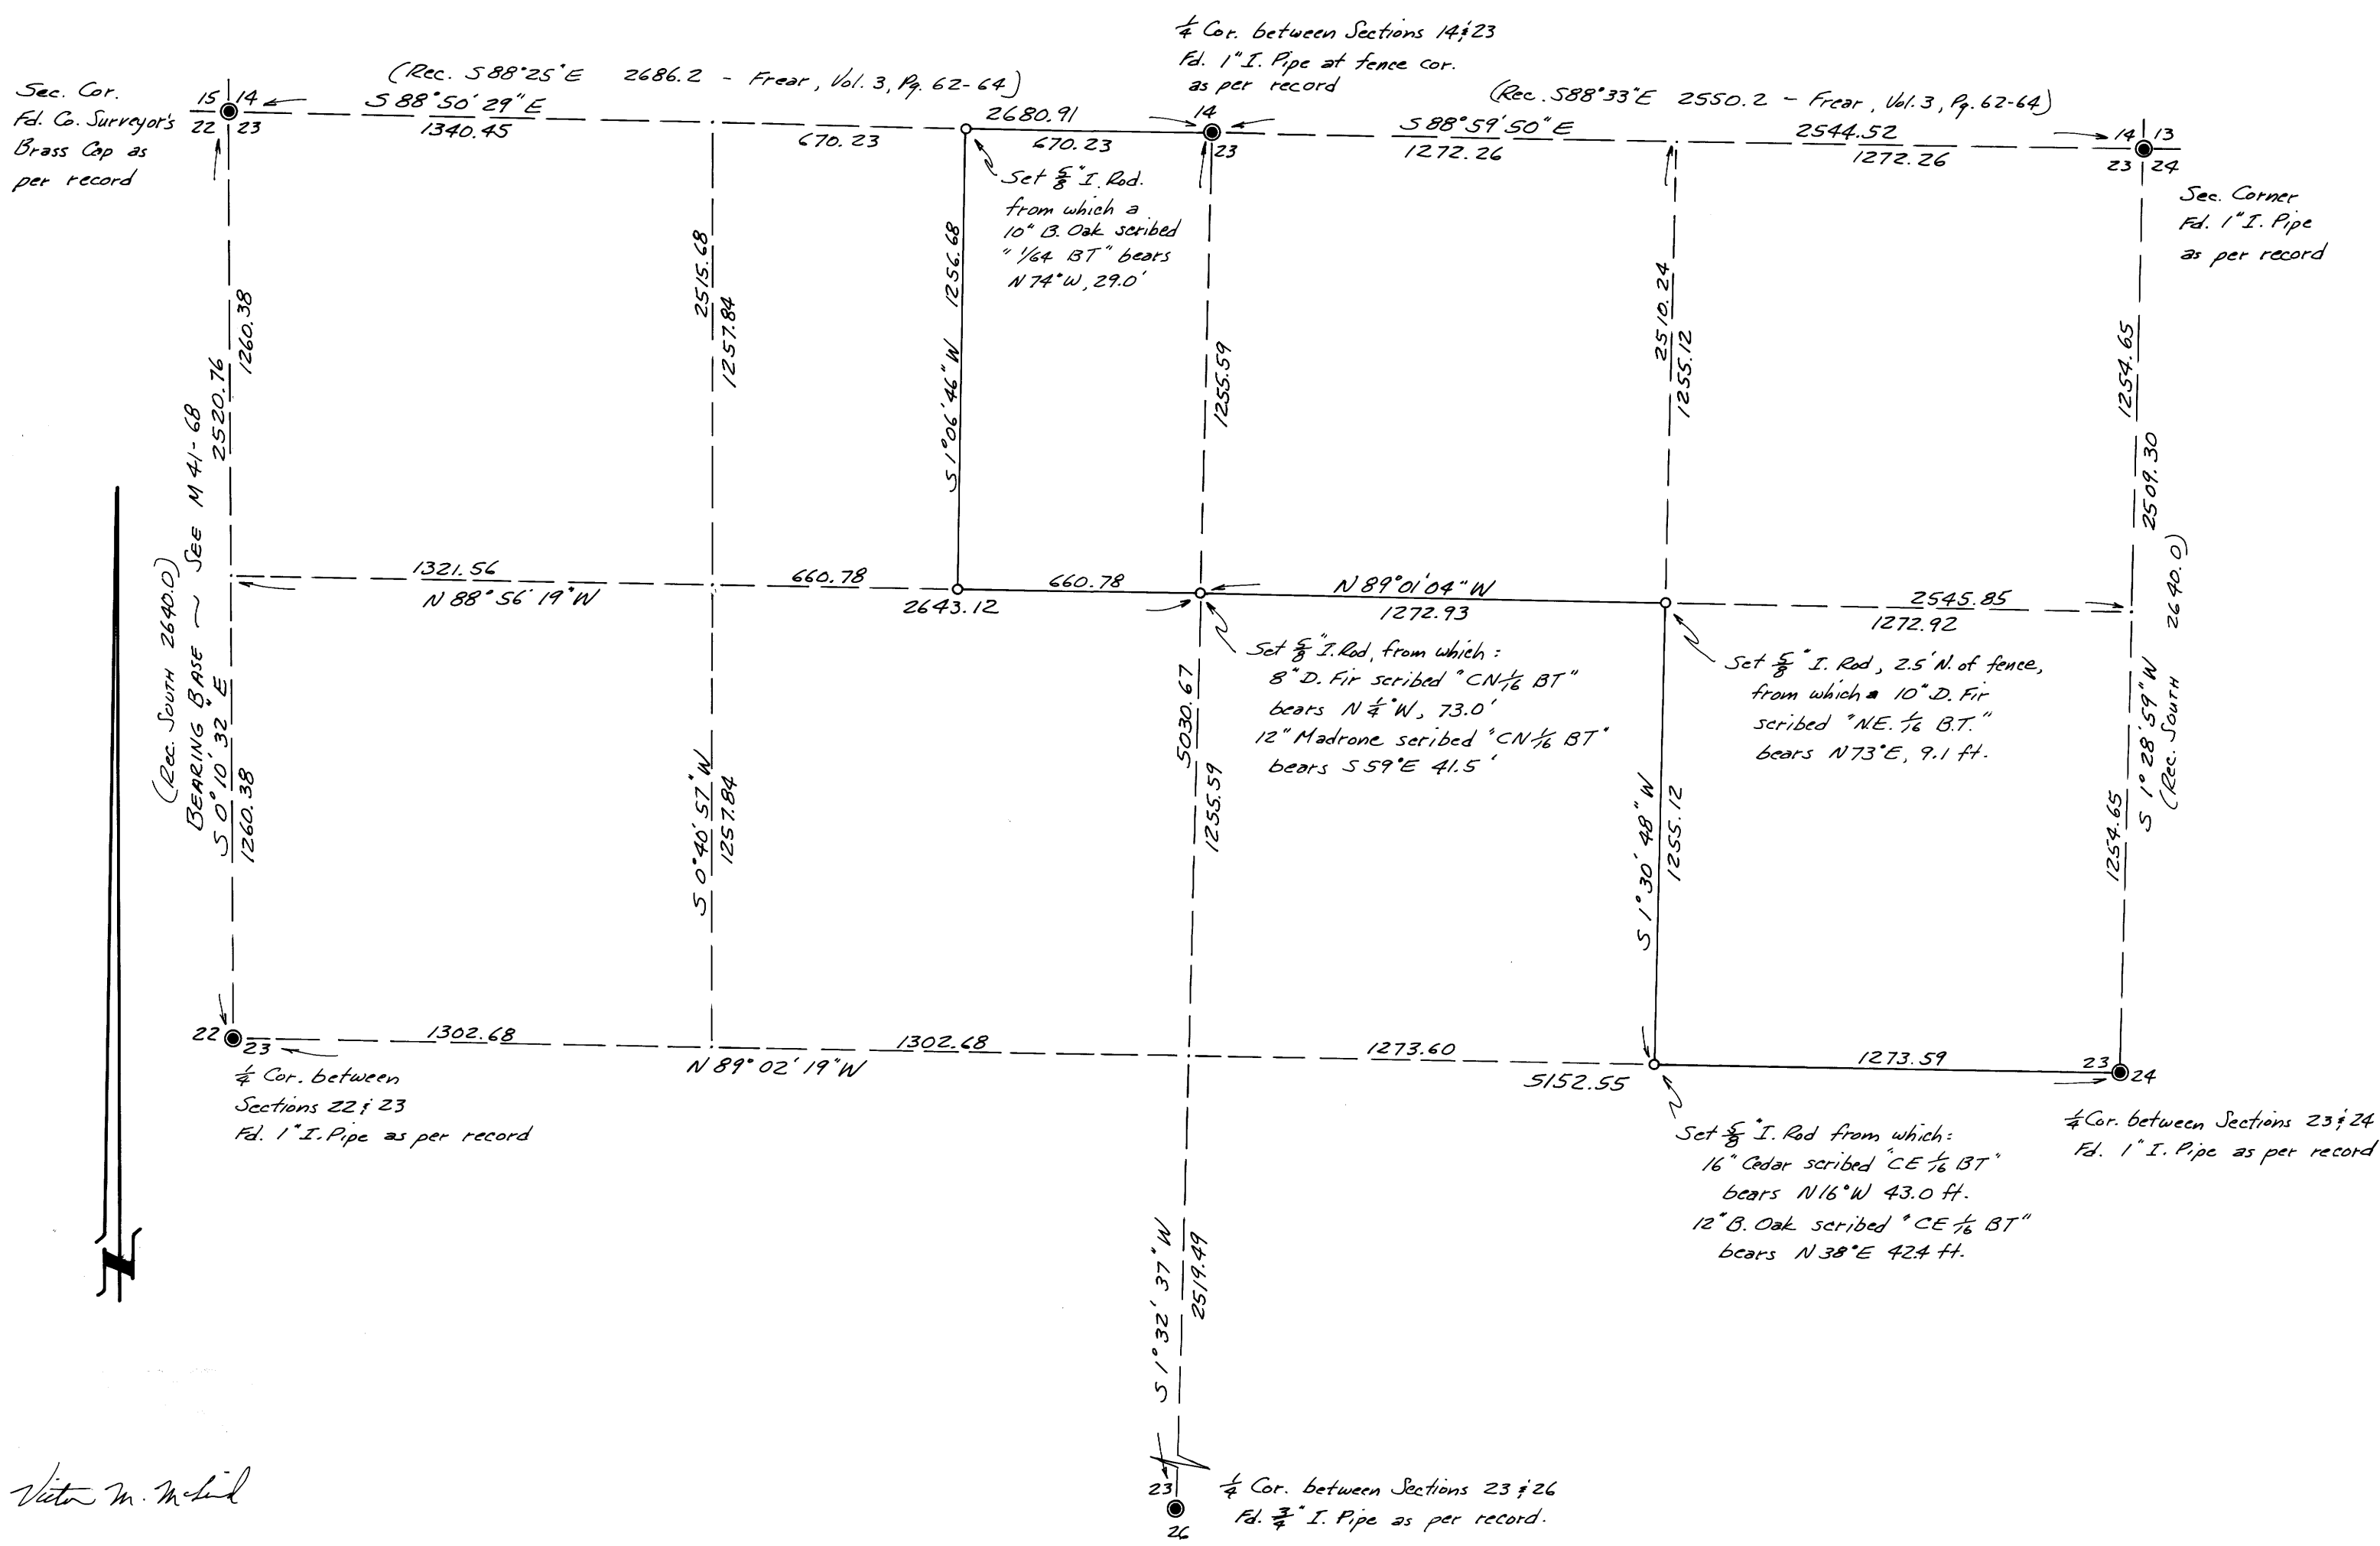 ¼ Cor. between Sections 14 & 23
Fd. 1" I. Pipe at fence cor.
as per record
Sec. Cor.
Fd. Co. Surveyor's
Brass Cap as
per record
15 14
22 23
(Rec. S 88°25' E 2686.2 - Frear, Vol. 3, Pg. 62-64)
S 88° 50' 29" E
1340.45
670.23
2680.91
670.23
14
23
(Rec. S88°33'E 2550.2 - Frear, Vol. 3, Pg. 62-64)
S 88° 59' 50" E
1272.26
2544.52
1272.26
14 13
23 24
Sec. Corner
Fd. 1" I. Pipe
as per record
Set 5/8" I. Rod.
from which a
10" B. Oak scribed
" 1/64 BT" bears
N 74° W, 29.0'
1260.38
2520.76
2515.68
1257.84
S 1° 06' 46" W 1256.68
1255.59
2510.24
1255.12
1254.65
2509.30
(Rec. South 2640.0)
BEARING BASE ~ SEE M 41-68
S 0° 10' 32" E
1260.38
1321.56
N 88° 56' 19" W
660.78
2643.12
660.78
N 89° 01' 04" W
1272.93
2545.85
1272.92
Set 5/8" I. Rod, from which:
8" D. Fir scribed "CN 1/16 BT"
bears N ¼° W, 73.0'
12" Madrone scribed "CN 1/16 BT"
bears S 59° E 41.5'
Set 5/8" I. Rod, 2.5' N. of fence,
from which a 10" D. Fir
scribed "N.E. 1/16 B.T."
bears N 73° E, 9.1 ft.
S 0° 40' 57" W
1257.84
5030.67
1255.59
S 1° 30' 48" W
1255.12
S 1° 28' 59" W
(Rec. South 2640.0)
1254.65
22
23
1302.68
N 89° 02' 19" W
1302.68
1273.60
5152.55
1273.59
23
24
¼ Cor. between
Sections 22 & 23
Fd. 1" I. Pipe as per record
Set 5/8" I. Rod from which:
16" Cedar scribed "CE 1/16 BT"
bears N 16° W 43.0 ft.
12" B. Oak scribed "CE 1/16 BT"
bears N 38° E 42.4 ft.
¼ Cor. between Sections 23 & 24
Fd. 1" I. Pipe as per record
S 1° 32' 37" W
2519.49
23
26
¼ Cor. between Sections 23 & 26
Fd. ¾" I. Pipe as per record.
N
Victor M.